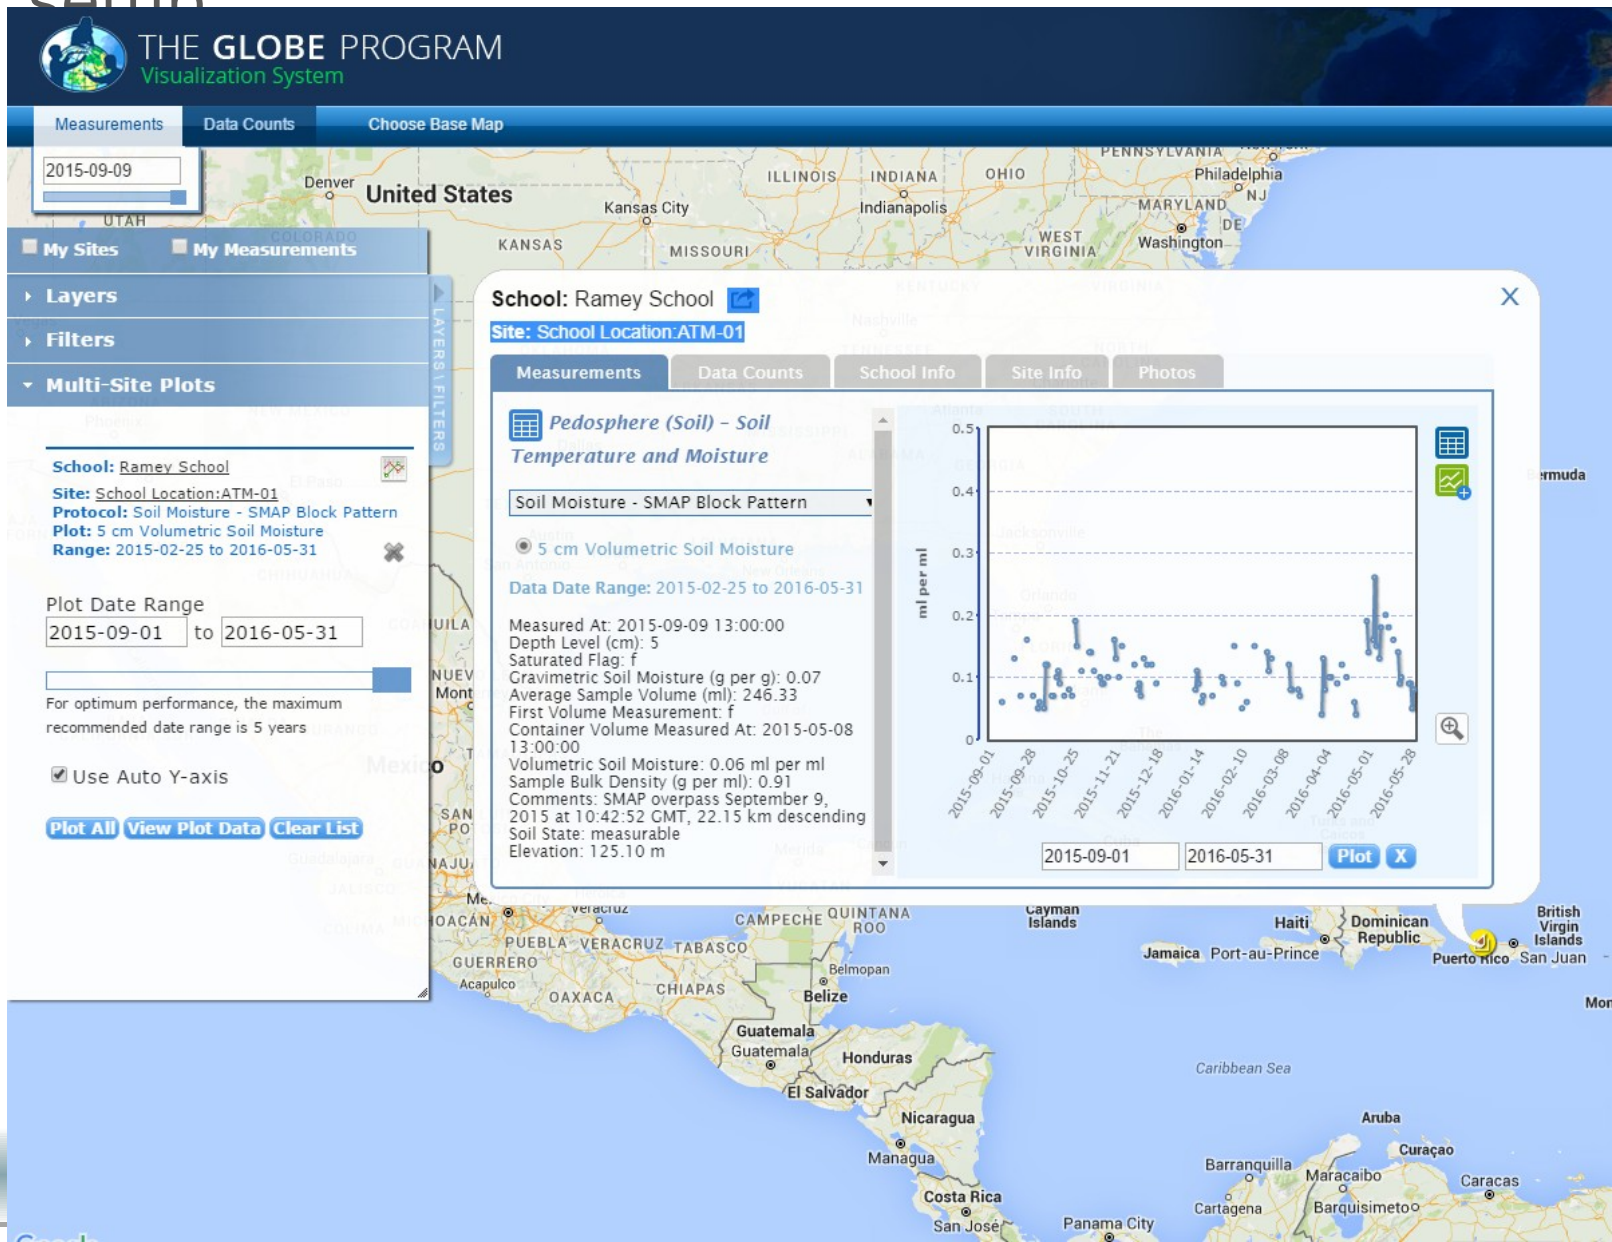 THE GLOBE PROGRAM
Visualization System
Measurements
Data Counts
Choose Base Map
2015-09-09
My Sites
My Measurements
Layers
Filters
Multi-Site Plots
LAYERS \ FILTERS
School: Ramey School
Site: School Location:ATM-01
Protocol: Soil Moisture - SMAP Block Pattern
Plot: 5 cm Volumetric Soil Moisture
Range: 2015-02-25 to 2016-05-31
Plot Date Range
2015-09-01 to 2016-05-31
For optimum performance, the maximum
recommended date range is 5 years
Use Auto Y-axis
Plot All
View Plot Data
Clear List
School: Ramey School
X
Site: School Location:ATM-01
Measurements
Data Counts
School Info
Site Info
Photos
Pedosphere (Soil) – Soil
Temperature and Moisture
Soil Moisture - SMAP Block Pattern
5 cm Volumetric Soil Moisture
Data Date Range: 2015-02-25 to 2016-05-31
Measured At: 2015-09-09 13:00:00
Depth Level (cm): 5
Saturated Flag: f
Gravimetric Soil Moisture (g per g): 0.07
Average Sample Volume (ml): 246.33
First Volume Measurement: f
Container Volume Measured At: 2015-05-08
13:00:00
Volumetric Soil Moisture: 0.06 ml per ml
Sample Bulk Density (g per ml): 0.91
Comments: SMAP overpass September 9,
2015 at 10:42:52 GMT, 22.15 km descending
Soil State: measurable
Elevation: 125.10 m
ml per ml
0.5
0.4
0.3
0.2
0.1
0
2015-09-01
2015-09-28
2015-10-25
2015-11-21
2015-12-18
2016-01-14
2016-02-10
2016-03-08
2016-04-04
2016-05-01
2016-05-28
2015-09-01
2016-05-31
Plot
X
UTAH
COLORADO
Denver
United States
Kansas City
KANSAS
MISSOURI
ILLINOIS
INDIANA
Indianapolis
OHIO
PENNSYLVANIA
Philadelphia
NJ
MARYLAND
DE
WEST
VIRGINIA
Washington
Mexico
CAMPECHE
QUINTANA
ROO
Cayman
Islands
Haiti
Dominican
Republic
British
Virgin
Islands
Jamaica
Port-au-Prince
Puerto Rico
San Juan
PUEBLA
VERACRUZ
TABASCO
GUERRERO
Acapulco
OAXACA
CHIAPAS
Belmopan
Belize
Guatemala
Guatemala
Honduras
El Salvador
Nicaragua
Managua
Costa Rica
San José
Panama City
Caribbean Sea
Aruba
Curaçao
Barranquilla
Maracaibo
Caracas
Cartagena
Barquisimeto